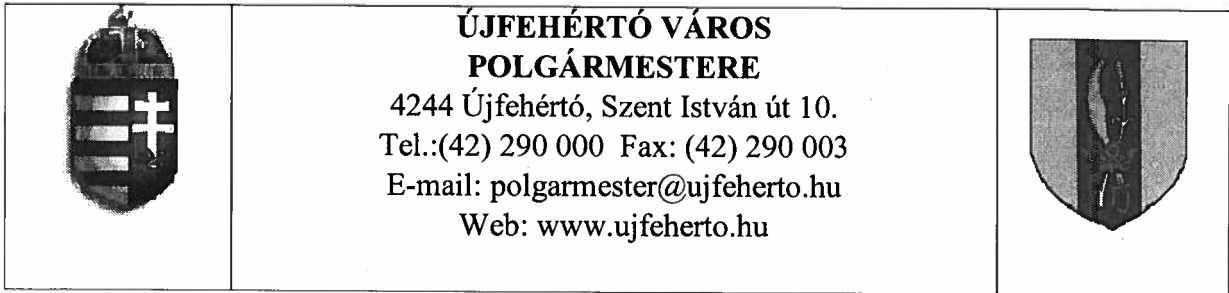 ÚJFEHÉRTÓ VÁROS
POLGÁRMESTERE
4244 Újfehértó, Szent István út 10.
Tel.:(42) 290 000 Fax: (42) 290 003
E-mail: polgarmester@ujfeherto.hu
Web: www.ujfeherto.hu